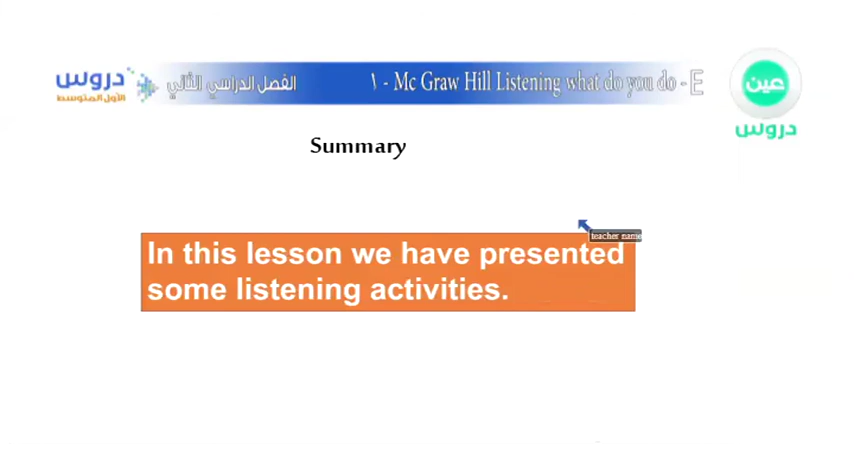 دروس
الأول المتوسط
الفصل الدراسي الثاني
١ - Mc Graw Hill Listening what do you do - E
عين
دروس
Summary
teacher name
In this lesson we have presented
some listening activities.